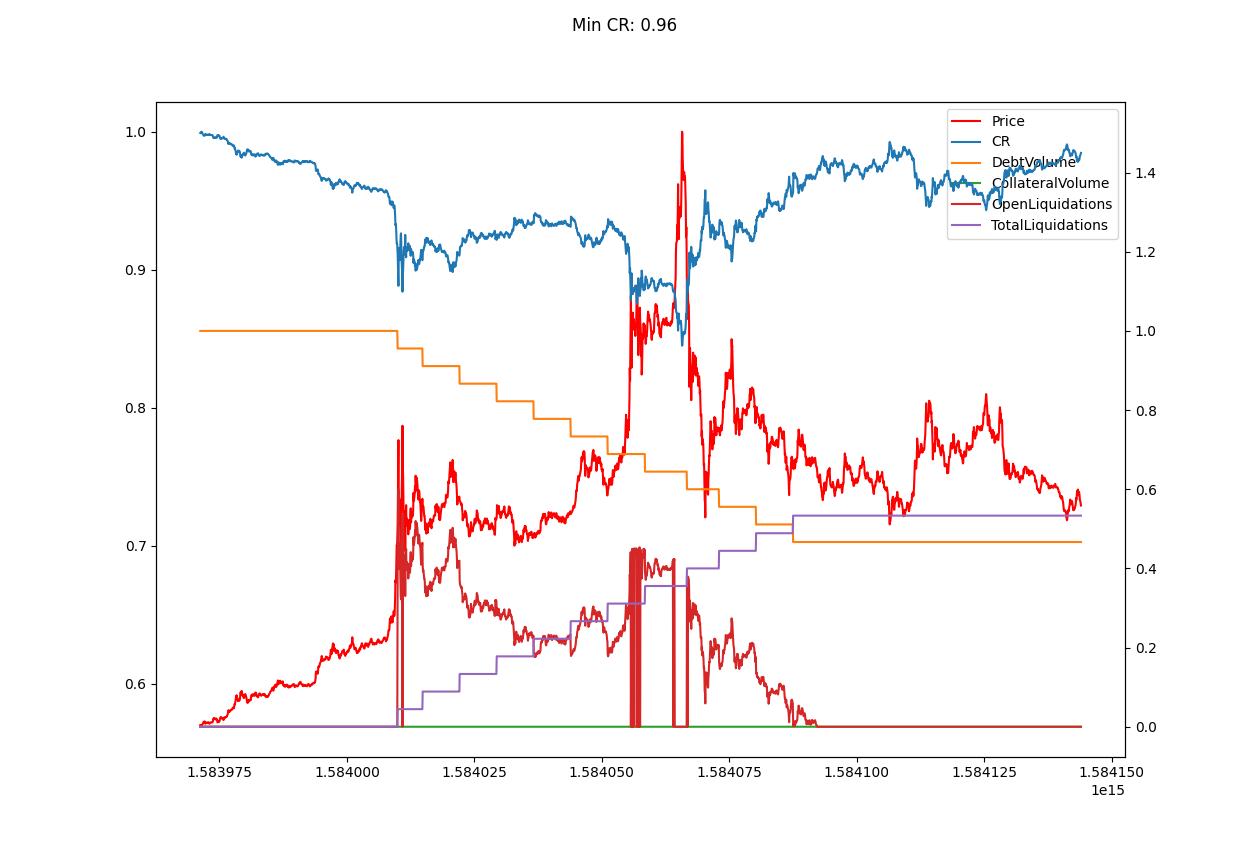 Min CR: 0.96
Price
CR
DebtVolume
CollateralVolume
OpenLiquidations
TotalLiquidations
1.0
0.9
0.8
0.7
0.6
1.4
1.2
1.0
0.8
0.6
0.4
0.2
0.0
1.583975 1.584000 1.584025 1.584050 1.584075 1.584100 1.584125 1.584150
1e15